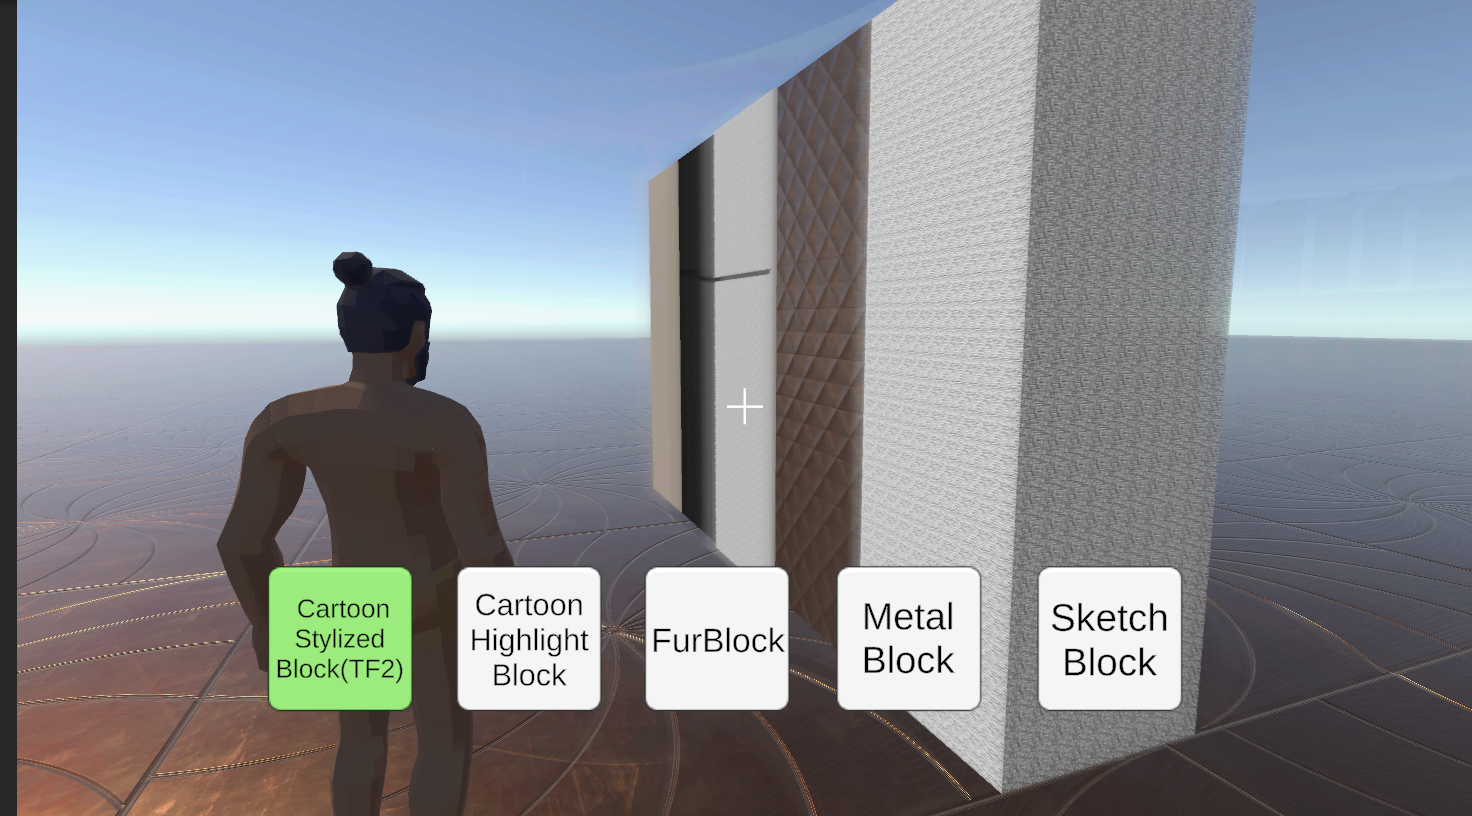 Cartoon
Stylized
Block(TF2)
Cartoon
Highlight
Block
FurBlock
Metal
Block
Sketch
Block